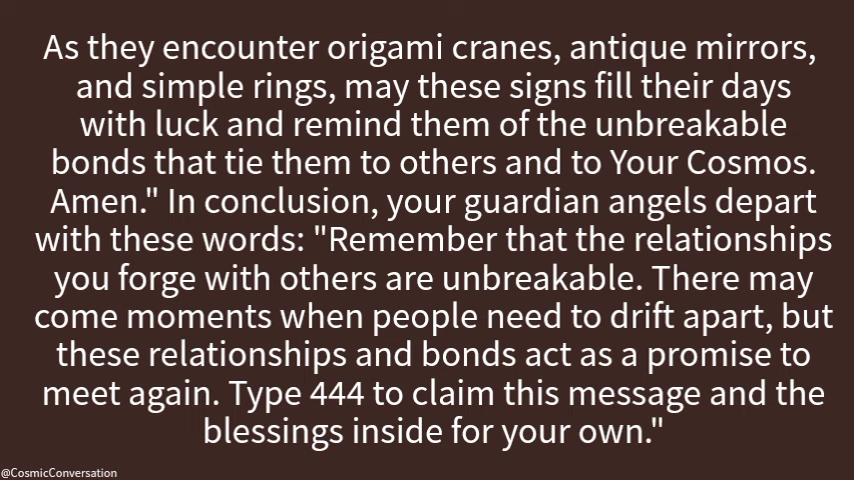 As they encounter origami cranes, antique mirrors,
and simple rings, may these signs fill their days
with luck and remind them of the unbreakable
bonds that tie them to others and to Your Cosmos.
Amen." In conclusion, your guardian angels depart
with these words: "Remember that the relationships
you forge with others are unbreakable. There may
come moments when people need to drift apart, but
these relationships and bonds act as a promise to
meet again. Type 444 to claim this message and the
blessings inside for your own."
@CosmicConversation